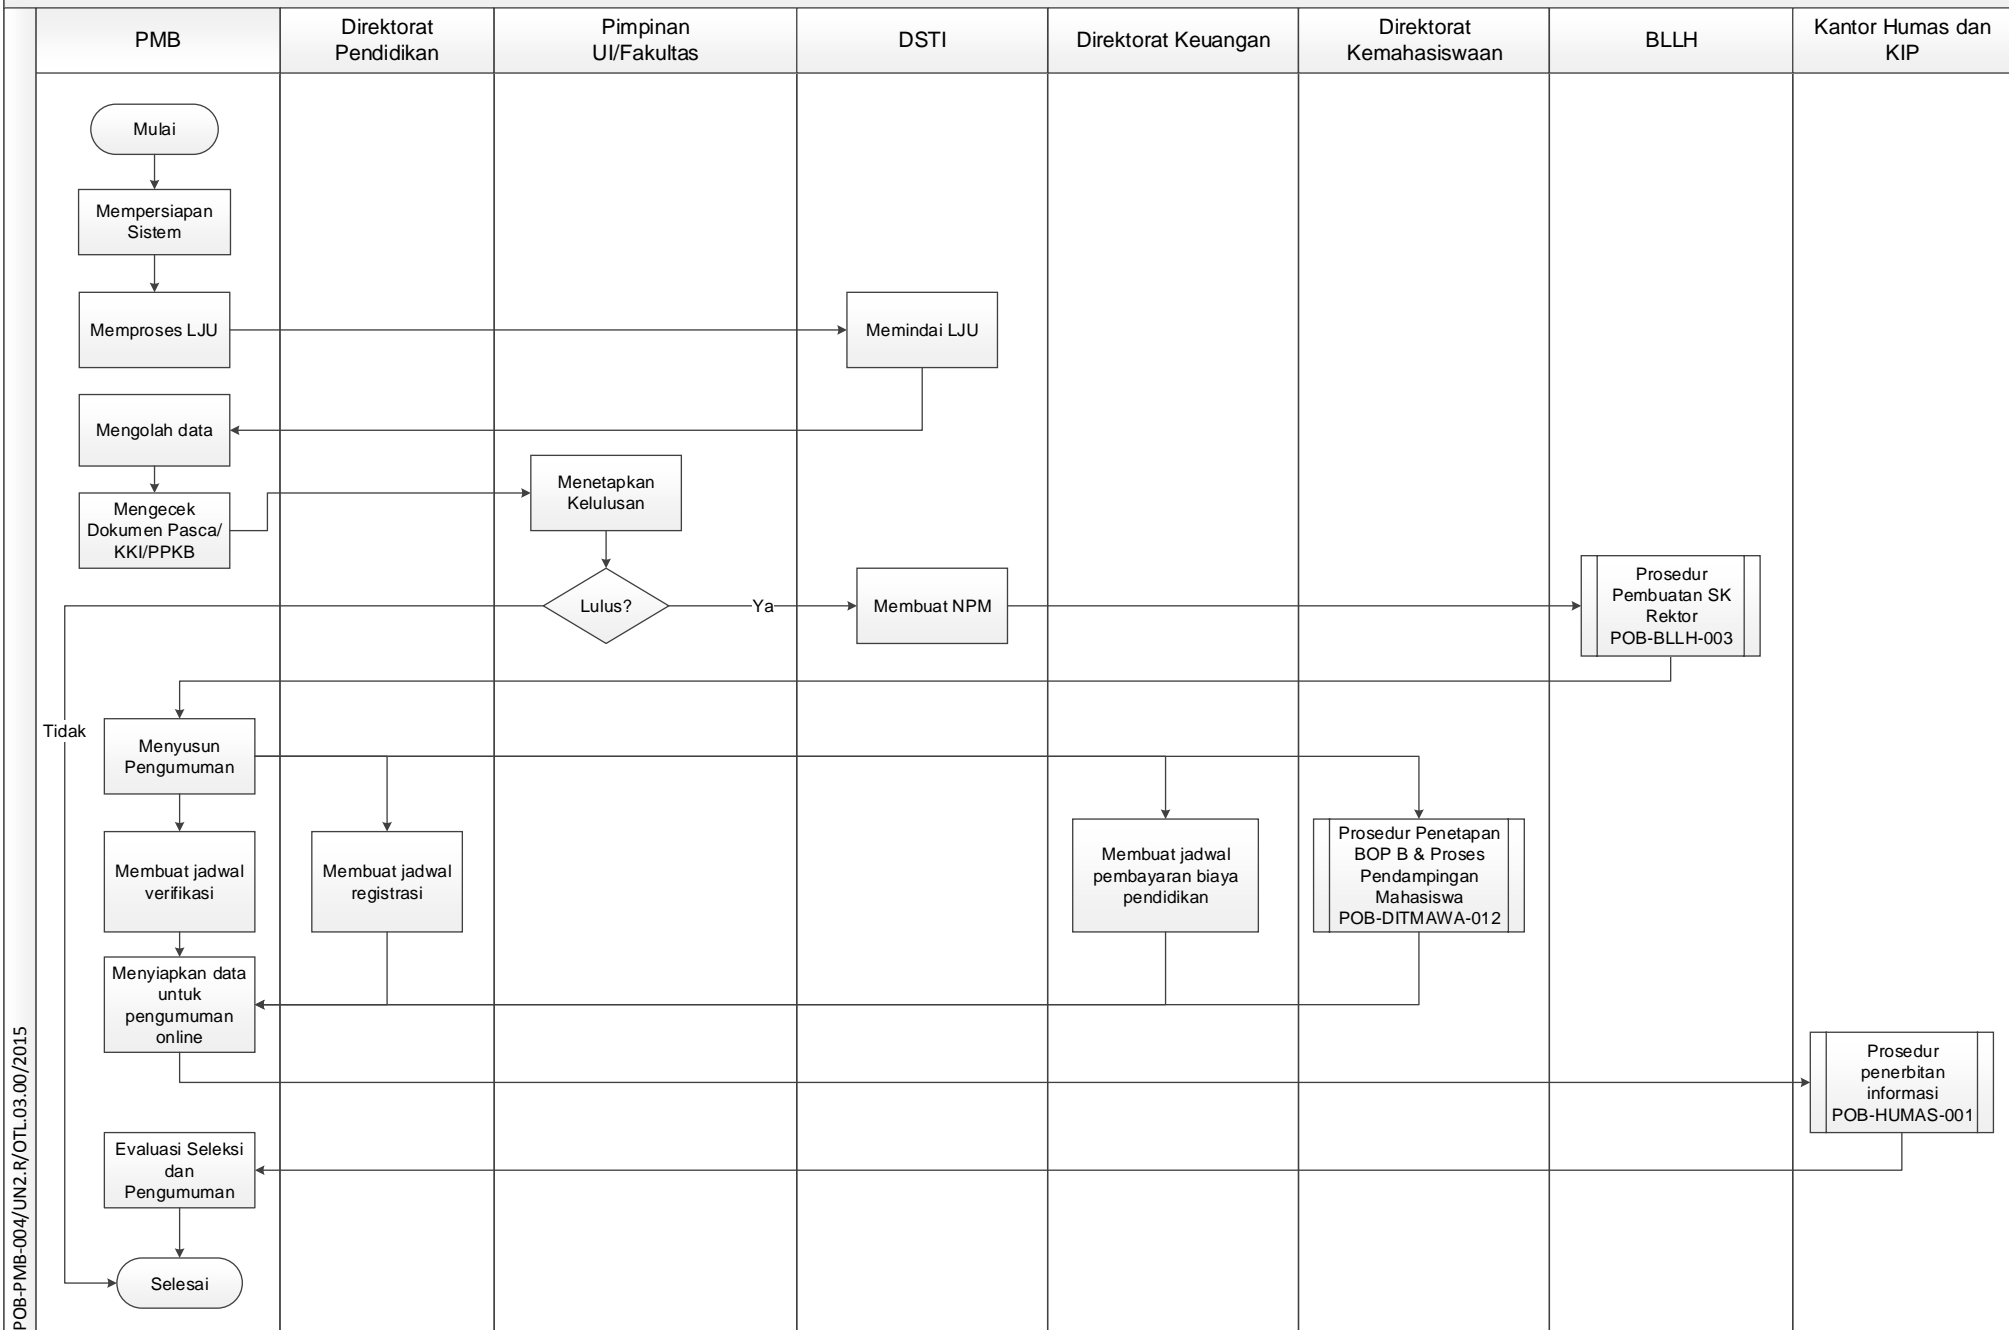 PMB
Direktorat
Pendidikan
Pimpinan
UI/Fakultas
DSTI
Direktorat Keuangan
Direktorat
Kemahasiswaan
BLLH
Kantor Humas dan
KIP
Mulai
Mempersiapan
Sistem
Memproses LJU
Memindai LJU
Mengolah data
Mengecek
Dokumen Pasca/
KKI/PPKB
Menetapkan
Kelulusan
Lulus?
Ya
Membuat NPM
Prosedur
Pembuatan SK
Rektor
POB-BLLH-003
Tidak
Menyusun
Pengumuman
Membuat jadwal
verifikasi
Membuat jadwal
registrasi
Membuat jadwal
pembayaran biaya
pendidikan
Prosedur Penetapan
BOP B & Proses
Pendampingan
Mahasiswa
POB-DITMAWA-012
Menyiapkan data
untuk
pengumuman
online
Prosedur
penerbitan
informasi
POB-HUMAS-001
Evaluasi Seleksi
dan
Pengumuman
Selesai
POB-PMB-004/UN2.R/OTL.03.00/2015